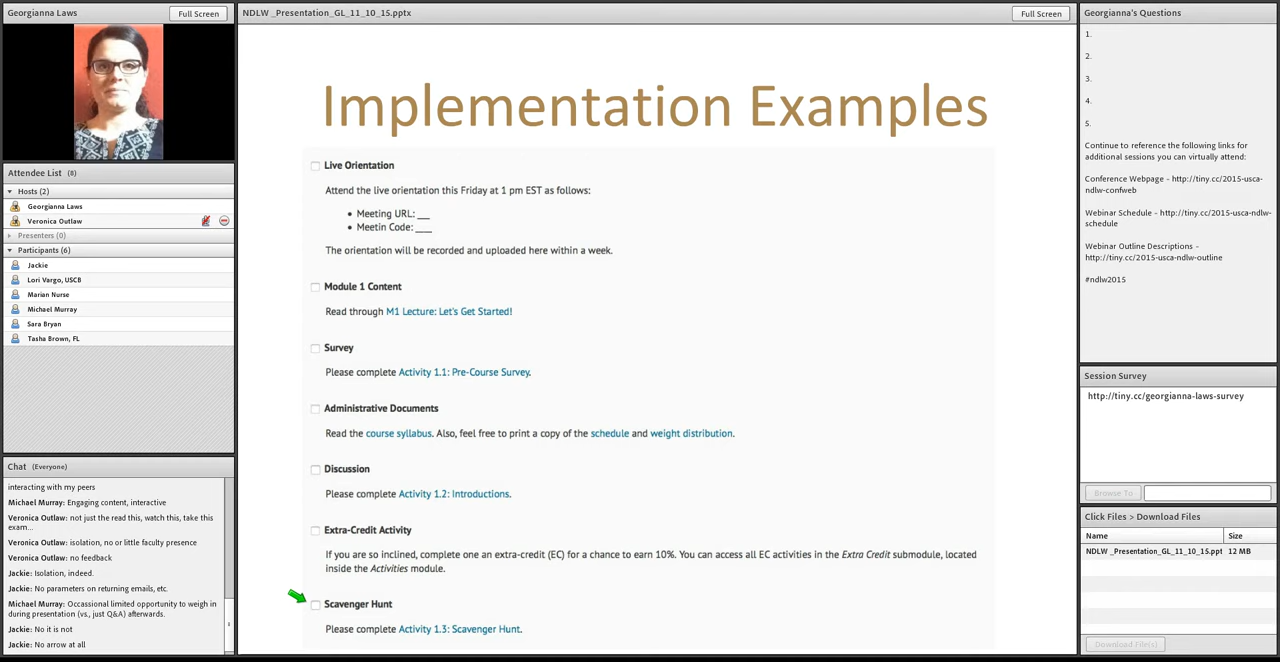 Georgianna Laws
Full Screen
Attendee List (8)
Hosts (2)
Georgianna Laws
Veronica Outlaw
Presenters (0)
Participants (6)
Jackie
Lori Vargo, USCB
Marian Nurse
Michael Murray
Sara Bryan
Tasha Brown, FL
Chat (Everyone)
interacting with my peers
Michael Murray: Engaging content, interactive
Veronica Outlaw: not just the read this, watch this, take this
exam...
Veronica Outlaw: isolation, no or little faculty presence
Veronica Outlaw: no feedback
Jackie: Isolation, indeed.
Jackie: No parameters on returning emails, etc.
Michael Murray: Occassional limited opportunity to weigh in
during presentation (vs., just Q&A) afterwards.
Jackie: No it is not
Jackie: No arrow at all
NDLW _Presentation_GL_11_10_15.pptx
Full Screen
Implementation Examples
Live Orientation
Attend the live orientation this Friday at 1 pm EST as follows:
• Meeting URL: ___
• Meetin Code: ____
The orientation will be recorded and uploaded here within a week.
Module 1 Content
Read through M1 Lecture: Let's Get Started!
Survey
Please complete Activity 1.1: Pre-Course Survey.
Administrative Documents
Read the course syllabus. Also, feel free to print a copy of the schedule and weight distribution.
Discussion
Please complete Activity 1.2: Introductions.
Extra-Credit Activity
If you are so inclined, complete one an extra-credit (EC) for a chance to earn 10%. You can access all EC activities in the Extra Credit submodule, located
inside the Activities module.
Scavenger Hunt
Please complete Activity 1.3: Scavenger Hunt.
Georgianna's Questions
1.
2.
3.
4.
5.
Continue to reference the following links for
additional sessions you can virtually attend:
Conference Webpage - http://tiny.cc/2015-usca-
ndlw-confweb
Webinar Schedule - http://tiny.cc/2015-usca-ndlw-
schedule
Webinar Outline Descriptions -
http://tiny.cc/2015-usca-ndlw-outline
#ndlw2015
Session Survey
http://tiny.cc/georgianna-laws-survey
Browse To
Click Files > Download Files
Name Size
NDLW _Presentation_GL_11_10_15.ppt 12 MB
Download File(s)